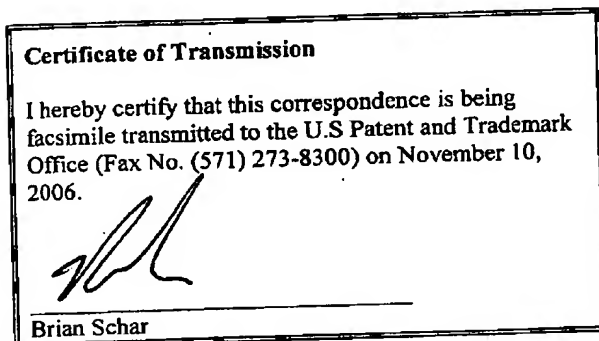 Certificate of Transmission
I hereby certify that this correspondence is being
facsimile transmitted to the U.S Patent and Trademark
Office (Fax No. (571) 273-8300) on November 10,
2006.
Brian Schar